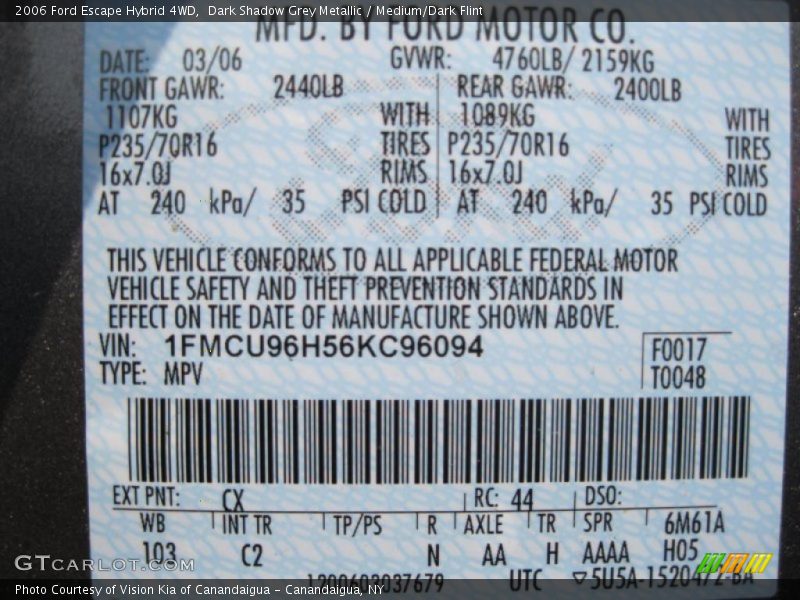 2006 Ford Escape Hybrid 4WD, Dark Shadow Grey Metallic / Medium/Dark Flint
MFD. BY FORD MOTOR CO.
DATE: 03/06 GVWR: 4760LB/ 2159KG
FRONT GAWR: 2440LB REAR GAWR: 2400LB
1107KG WITH 1089KG WITH
P235/70R16 TIRES P235/70R16 TIRES
16x7.0J RIMS 16x7.0J RIMS
AT 240 kPa/ 35 PSI COLD AT 240 kPa/ 35 PSI COLD
THIS VEHICLE CONFORMS TO ALL APPLICABLE FEDERAL MOTOR
VEHICLE SAFETY AND THEFT PREVENTION STANDARDS IN
EFFECT ON THE DATE OF MANUFACTURE SHOWN ABOVE.
VIN: 1FMCU96H56KC96094 F0017
TYPE: MPV T0048
EXT PNT: CX RC: 44 DSO:
WB INT TR TP/PS R AXLE TR SPR 6M61A
103 C2 N AA H AAAA H05
1200603037679 UTC ▽5U5A-1520472-BA
GTCARLOT.COM
Photo Courtesy of Vision Kia of Canandaigua – Canandaigua, NY